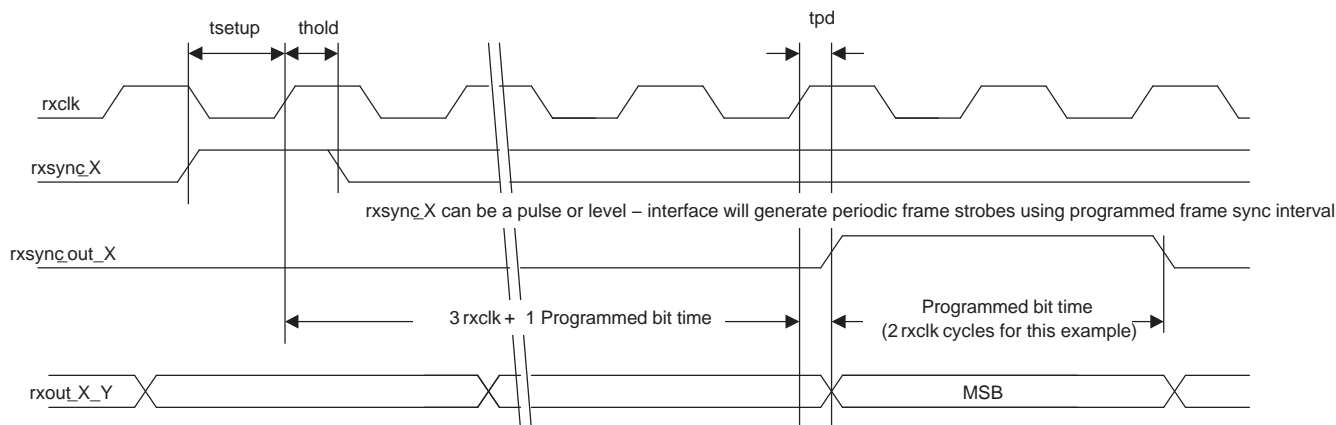 tsetup
thold
tpd
rxclk
rxsync_X
rxsync_X can be a pulse or level – interface will generate periodic frame strobes using programmed frame sync interval
rxsync_out_X
3 rxclk + 1 Programmed bit time
Programmed bit time
(2 rxclk cycles for this example)
rxout_X_Y
MSB